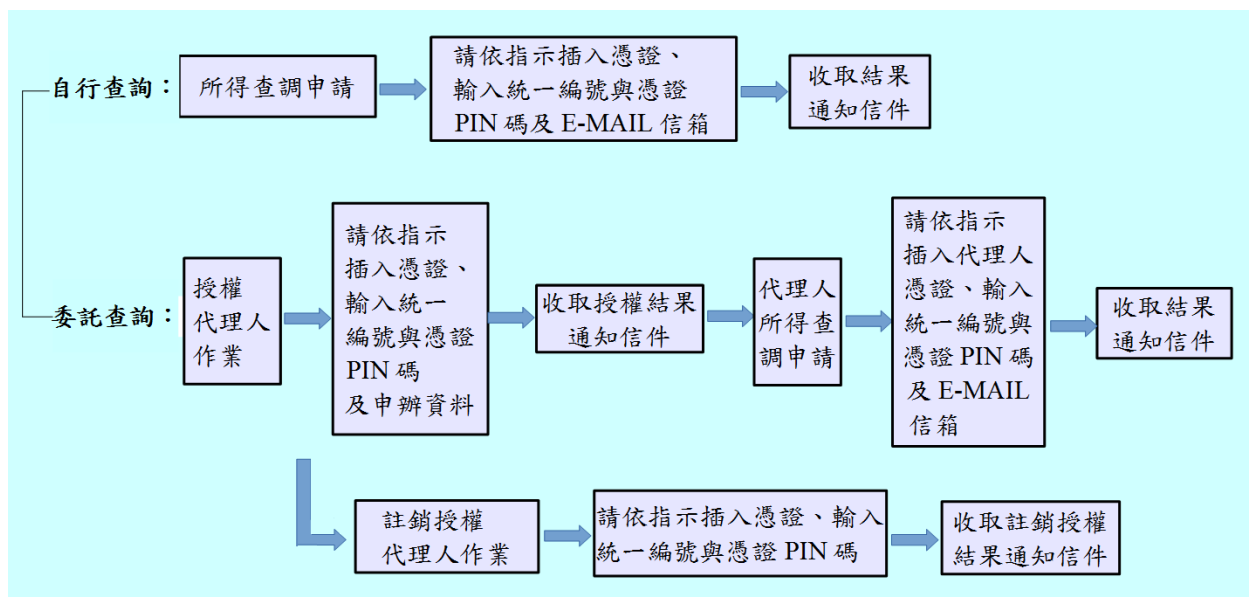 自行查詢：
所得查調申請
請依指示插入憑證、
輸入統一編號與憑證
PIN 碼及 E-MAIL 信箱
收取結果
通知信件
委託查詢：
授權
代理人
作業
請依指示
插入憑證、
輸入統一
編號與憑證
PIN 碼
及申辦資料
收取授權結果
通知信件
代理人
所得查
調申請
請依指示
插入代理人
憑證、輸入
統一編號與
憑證 PIN 碼
及 E-MAIL
信箱
收取結果
通知信件
註銷授權
代理人作業
請依指示插入憑證、輸入
統一編號與憑證 PIN 碼
收取註銷授權
結果通知信件